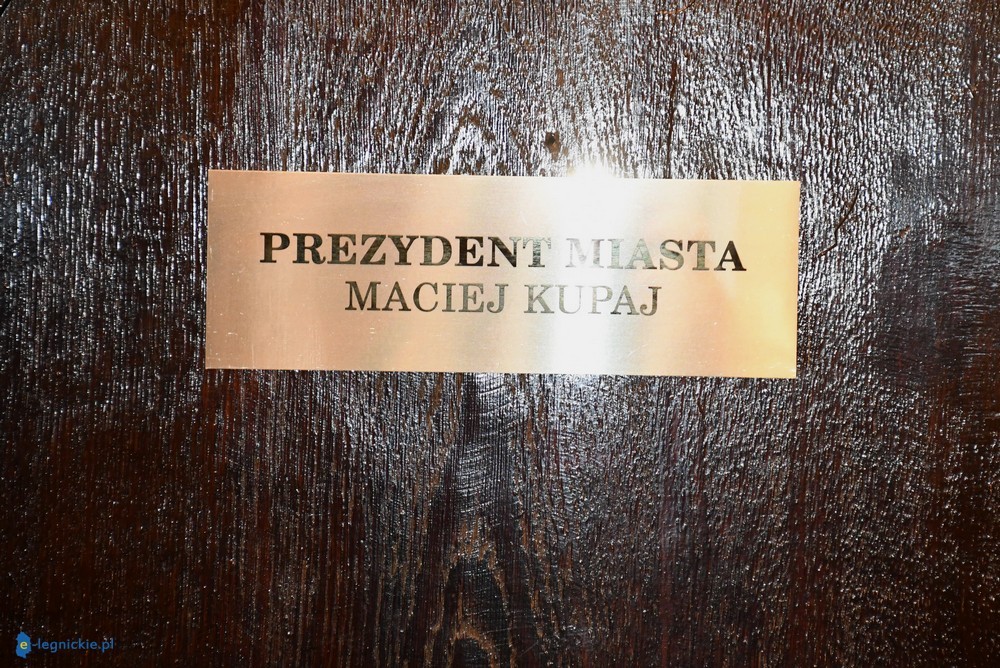 PREZYDENT MIASTA
MACIEJ KUPAJ
e-legnickie.pl